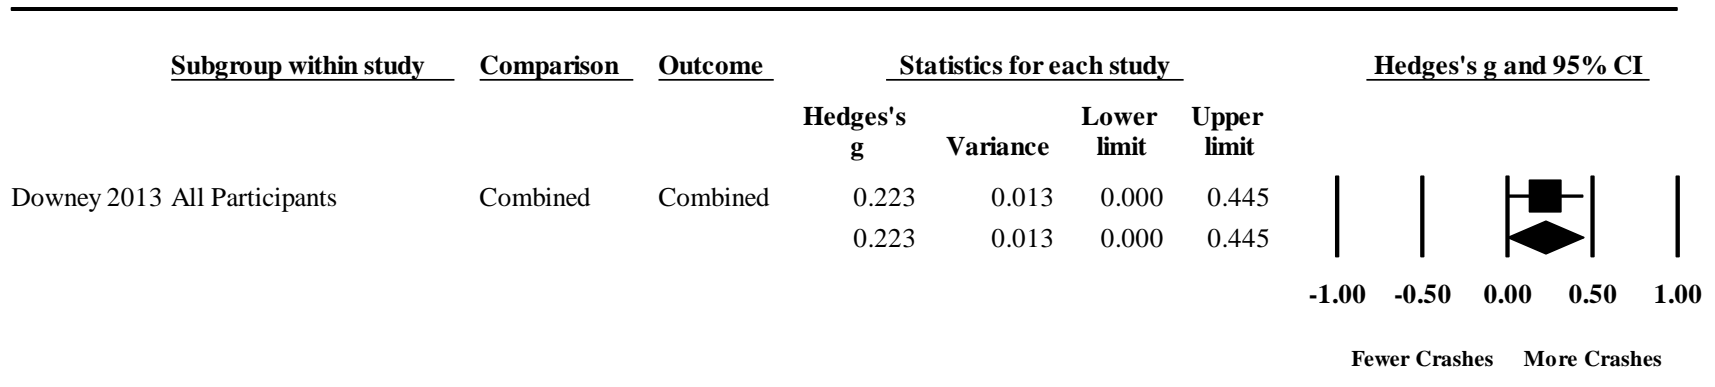 Subgroup within study Comparison Outcome Statistics for each study Hedges's g and 95% CI
Hedges's Lower Upper
g Variance limit limit
Downey 2013 All Participants Combined Combined 0.223 0.013 0.000 0.445
0.223 0.013 0.000 0.445
-1.00 -0.50 0.00 0.50 1.00
Fewer Crashes More Crashes